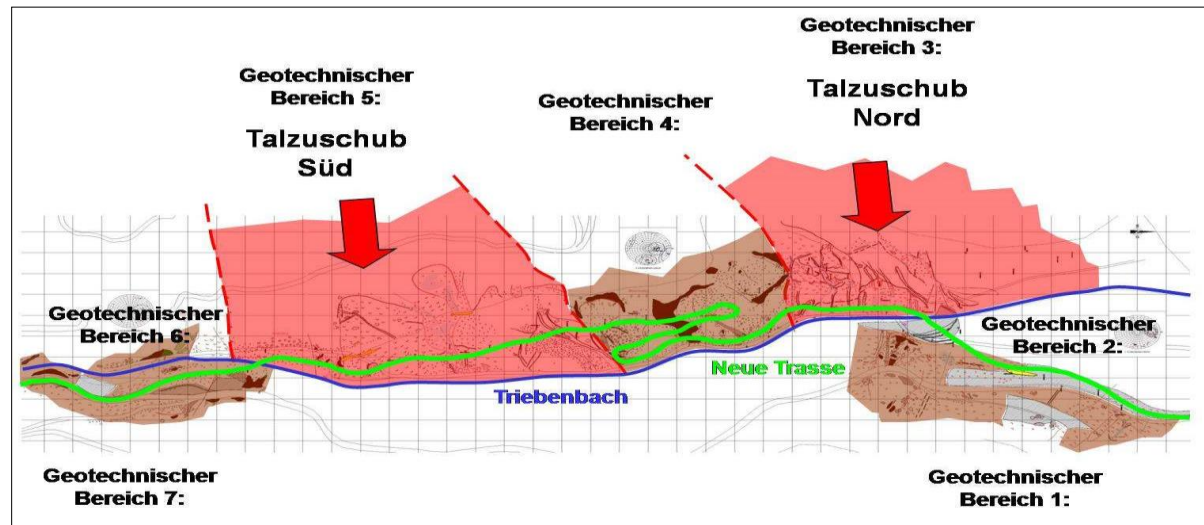 Geotechnischer
Bereich 3:
Talzuschub
Nord
Geotechnischer
Bereich 5:
Talzuschub
Süd
Geotechnischer
Bereich 4:
Geotechnischer
Bereich 6:
Geotechnischer
Bereich 2:
Neue Trasse
Triebenbach
Geotechnischer
Bereich 7:
Geotechnischer
Bereich 1: